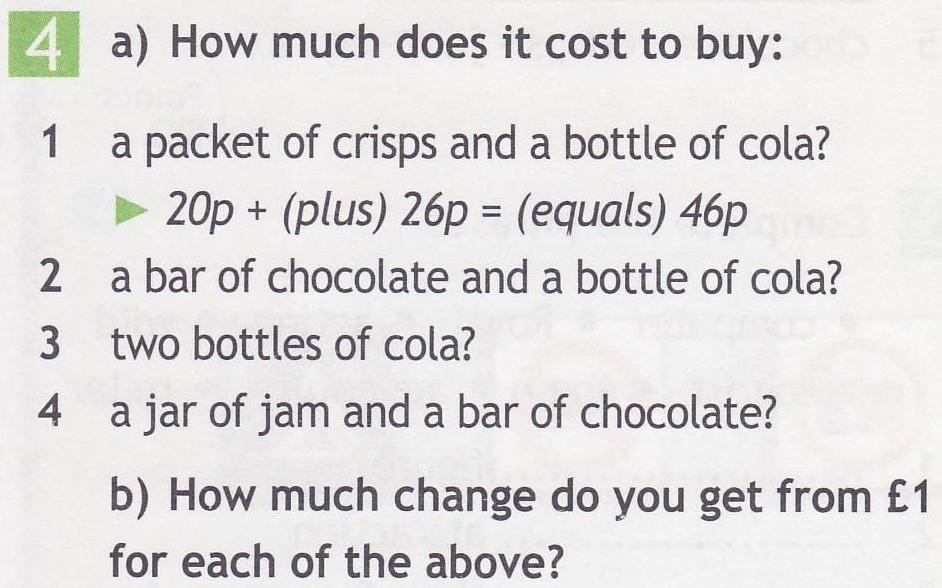 4 a) How much does it cost to buy:
1 a packet of crisps and a bottle of cola?
▶ 20p + (plus) 26p = (equals) 46p
2 a bar of chocolate and a bottle of cola?
3 two bottles of cola?
4 a jar of jam and a bar of chocolate?
b) How much change do you get from £1
for each of the above?